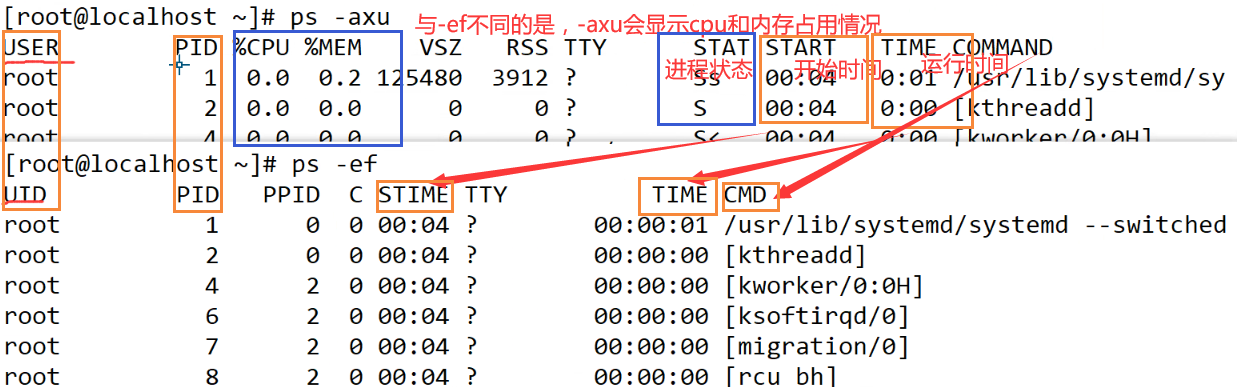 [root@localhost ~]# ps -axu 与-ef不同的是，-axu会显示cpu和内存占用情况
USER PID %CPU %MEM VSZ RSS TTY STAT START TIME COMMAND
进程状态 开始时间 运行时间
root 1 0.0 0.2 125480 3912 ? Ss 00:04 0:01 /usr/lib/systemd/sy
root 2 0.0 0.0 0 0 ? S 00:04 0:00 [kthreadd]
root 4 0.0 0.0 0 0 ? S< 00:04 0:00 [kworker/0:0H]
[root@localhost ~]# ps -ef
UID PID PPID C STIME TTY TIME CMD
root 1 0 0 00:04 ? 00:00:01 /usr/lib/systemd/systemd --switched
root 2 0 0 00:04 ? 00:00:00 [kthreadd]
root 4 2 0 00:04 ? 00:00:00 [kworker/0:0H]
root 6 2 0 00:04 ? 00:00:00 [ksoftirqd/0]
root 7 2 0 00:04 ? 00:00:00 [migration/0]
root 8 2 0 00:04 ? 00:00:00 [rcu bh]